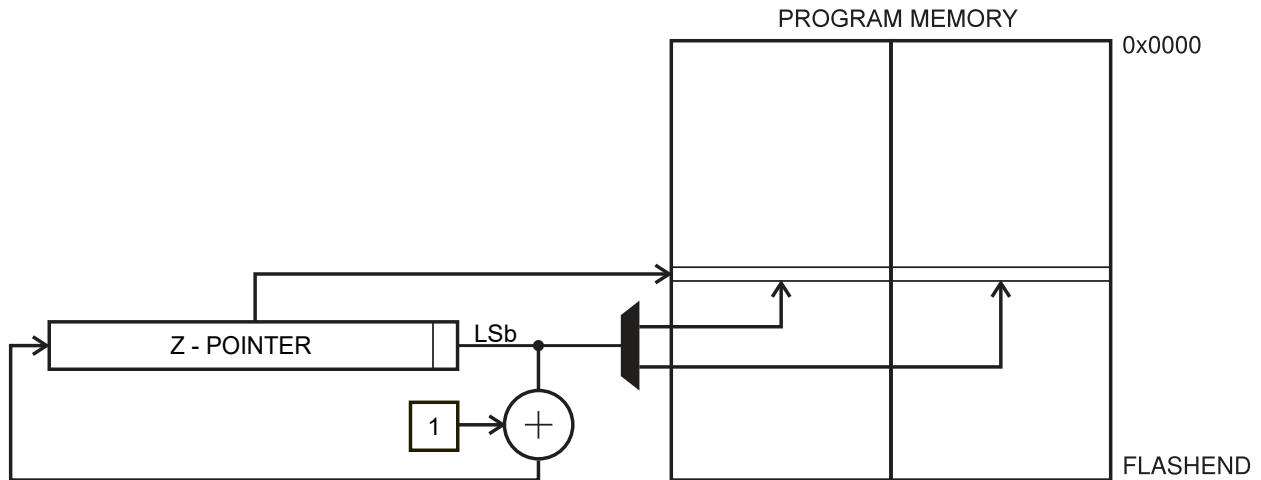 PROGRAM MEMORY
0x0000
LSb
Z - POINTER
1
FLASHEND